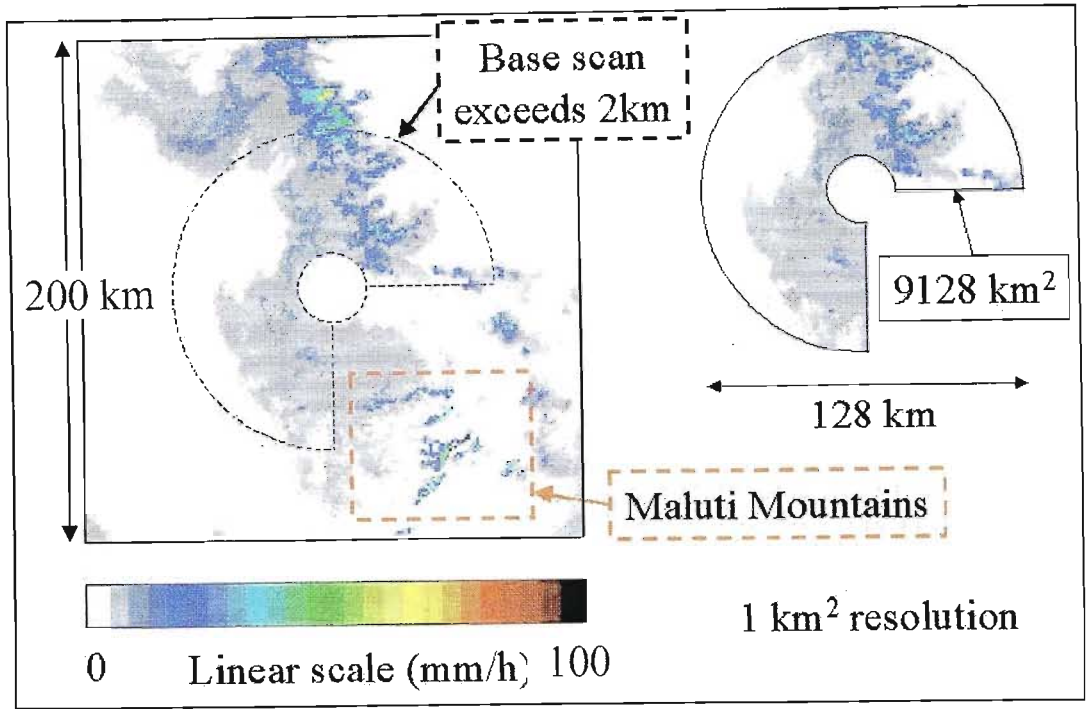 Base scan
exceeds 2km
200 km
9128 km²
128 km
Maluti Mountains
1 km² resolution
0 Linear scale (mm/h) 100